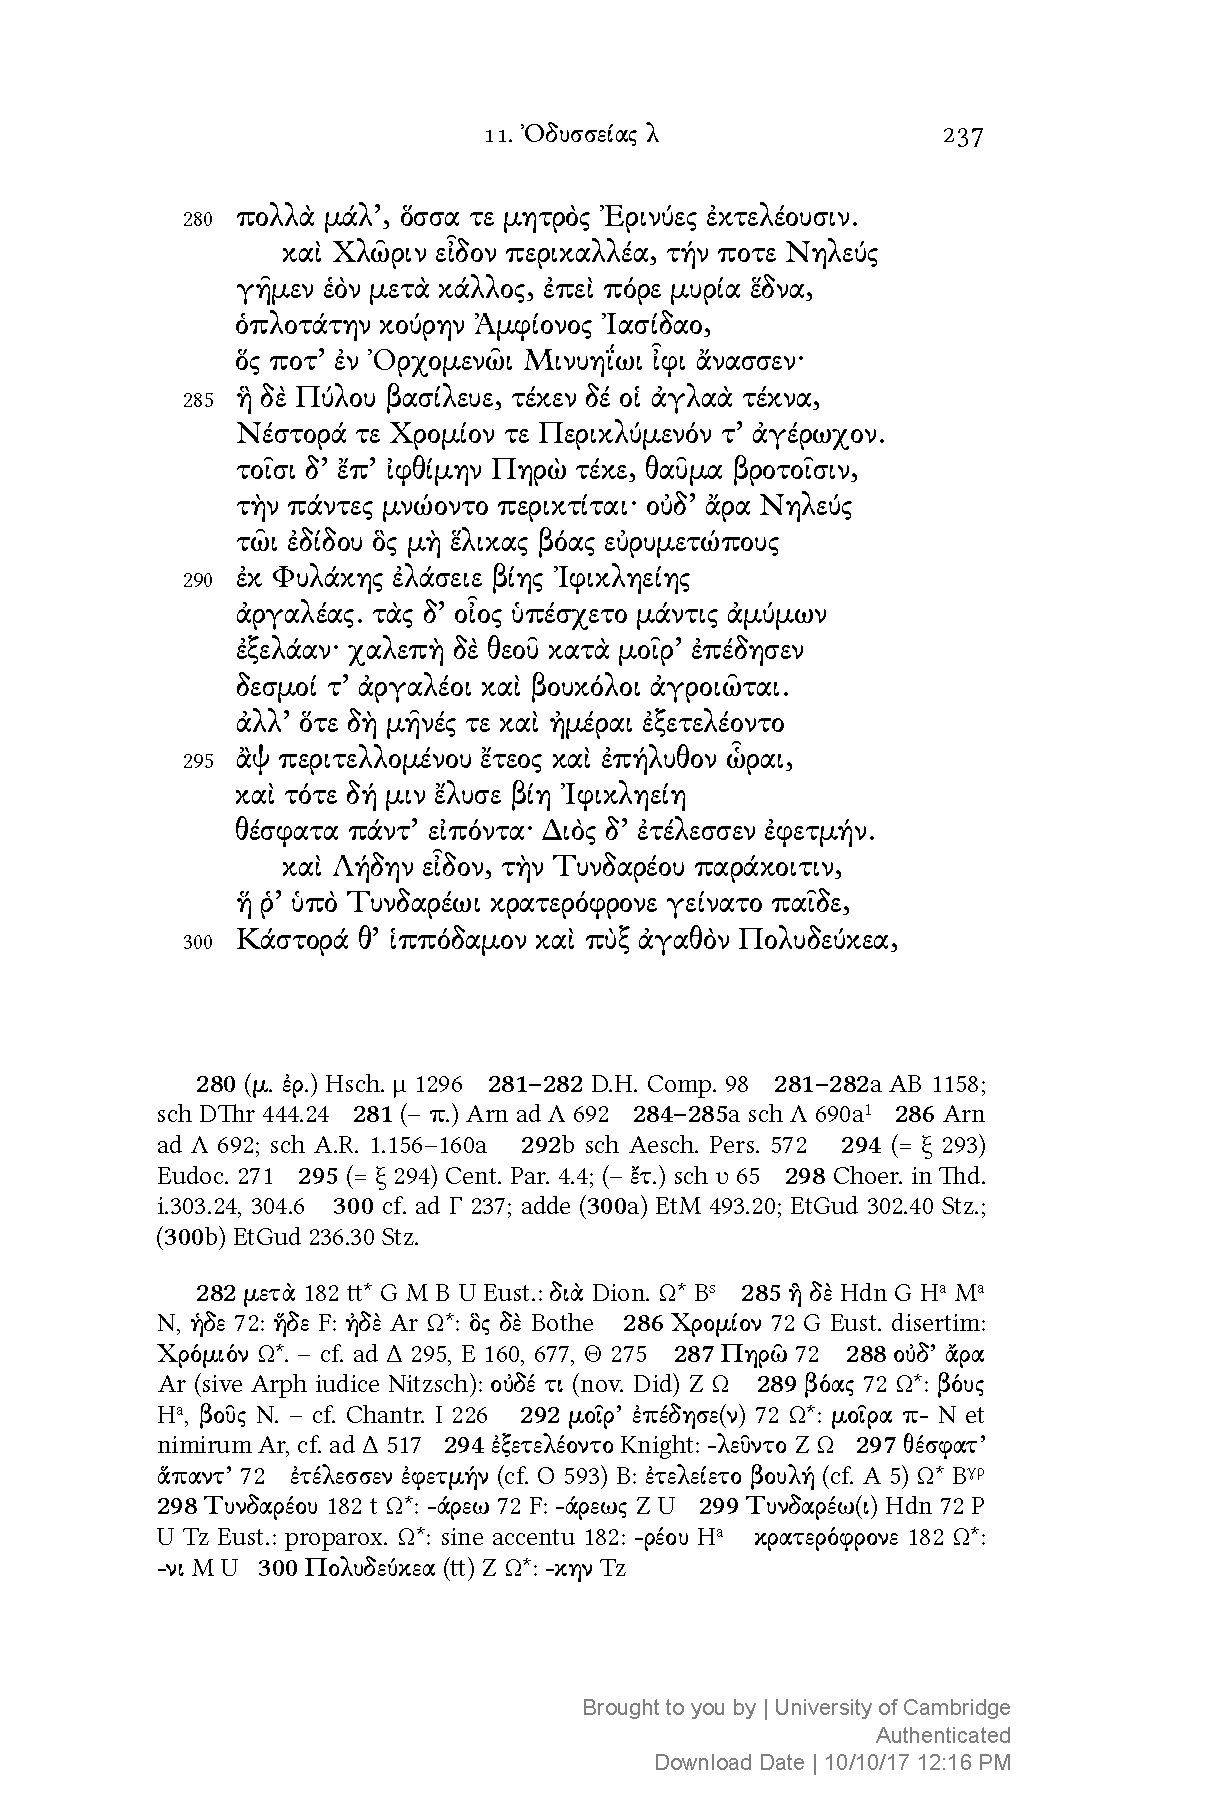 11. Ὀδυσσείας λ 237
280 πολλὰ μάλ’, ὅσσα τε μητρὸς Ἐρινύες ἐκτελέουσιν.
καὶ Χλῶριν εἶδον περικαλλέα, τήν ποτε Νηλεύς
γῆμεν ἑὸν μετὰ κάλλος, ἐπεὶ πόρε μυρία ἕδνα,
ὁπλοτάτην κούρην Ἀμφίονος Ἰασίδαο,
ὅς ποτ’ ἐν Ὀρχομενῶι Μινυηΐωι ἶφι ἄνασσεν·
285 ἣ δὲ Πύλου βασίλευε, τέκεν δέ οἱ ἀγλαὰ τέκνα,
Νέστορά τε Χρομίον τε Περικλύμενόν τ’ ἀγέρωχον.
τοῖσι δ’ ἔπ’ ἰφθίμην Πηρὼ τέκε, θαῦμα βροτοῖσιν,
τὴν πάντες μνώοντο περικτίται· οὐδ’ ἄρα Νηλεύς
τῶι ἐδίδου ὃς μὴ ἕλικας βόας εὐρυμετώπους
290 ἐκ Φυλάκης ἐλάσειε βίης Ἰφικληείης
ἀργαλέας. τὰς δ’ οἶος ὑπέσχετο μάντις ἀμύμων
ἐξελάαν· χαλεπὴ δὲ θεοῦ κατὰ μοῖρ’ ἐπέδησεν
δεσμοί τ’ ἀργαλέοι καὶ βουκόλοι ἀγροιῶται.
ἀλλ’ ὅτε δὴ μῆνές τε καὶ ἡμέραι ἐξετελέοντο
295 ἂψ περιτελλομένου ἔτεος καὶ ἐπήλυθον ὧραι,
καὶ τότε δή μιν ἔλυσε βίη Ἰφικληείη
θέσφατα πάντ’ εἰπόντα· Διὸς δ’ ἐτέλεσσεν ἐφετμήν.
καὶ Λήδην εἶδον, τὴν Τυνδαρέου παράκοιτιν,
ἥ ῥ’ ὑπὸ Τυνδαρέωι κρατερόφρονε γείνατο παῖδε,
300 Κάστορά θ’ ἱππόδαμον καὶ πὺξ ἀγαθὸν Πολυδεύκεα,
280 (μ. ἐρ.) Hsch. μ 1296 281–282 D.H. Comp. 98 281–282a AB 1158;
sch DThr 444.24 281 (– π.) Arn ad Λ 692 284–285a sch Λ 690a¹ 286 Arn
ad Λ 692; sch A.R. 1.156–160a 292b sch Aesch. Pers. 572 294 (= ξ 293)
Eudoc. 271 295 (= ξ 294) Cent. Par. 4.4; (– ἔτ.) sch υ 65 298 Choer. in Thd.
i.303.24, 304.6 300 cf. ad Γ 237; adde (300a) EtM 493.20; EtGud 302.40 Stz.;
(300b) EtGud 236.30 Stz.
282 μετὰ 182 tt* G M B U Eust.: διὰ Dion. Ω* Bˢ 285 ἣ δὲ Hdn G Hᵃ Mᵃ
N, ἡδε 72: ἥδε F: ἠδὲ Ar Ω*: ὃς δὲ Bothe 286 Χρομίον 72 G Eust. disertim:
Χρόμιόν Ω*. – cf. ad Δ 295, Ε 160, 677, Θ 275 287 Πηρῶ 72 288 οὐδ’ ἄρα
Ar (sive Arph iudice Nitzsch): οὐδέ τι (nov. Did) Z Ω 289 βόας 72 Ω*: βόυς
Hᵃ, βοῦς N. – cf. Chantr. I 226 292 μοῖρ’ ἐπέδησε(ν) 72 Ω*: μοῖρα π- N et
nimirum Ar, cf. ad Δ 517 294 ἐξετελέοντο Knight: -λεῦντο Z Ω 297 θέσφατ’
ἅπαντ’ 72 ἐτέλεσσεν ἐφετμήν (cf. Ο 593) B: ἐτελείετο βουλή (cf. Α 5) Ω* Bᵞᵖ
298 Τυνδαρέου 182 t Ω*: -άρεω 72 F: -άρεως Z U 299 Τυνδαρέω(ι) Hdn 72 P
U Tz Eust.: proparox. Ω*: sine accentu 182: -ρέου Hᵃ κρατερόφρονε 182 Ω*:
-νι M U 300 Πολυδεύκεα (tt) Z Ω*: -κην Tz
Brought to you by | University of Cambridge
Authenticated
Download Date | 10/10/17 12:16 PM